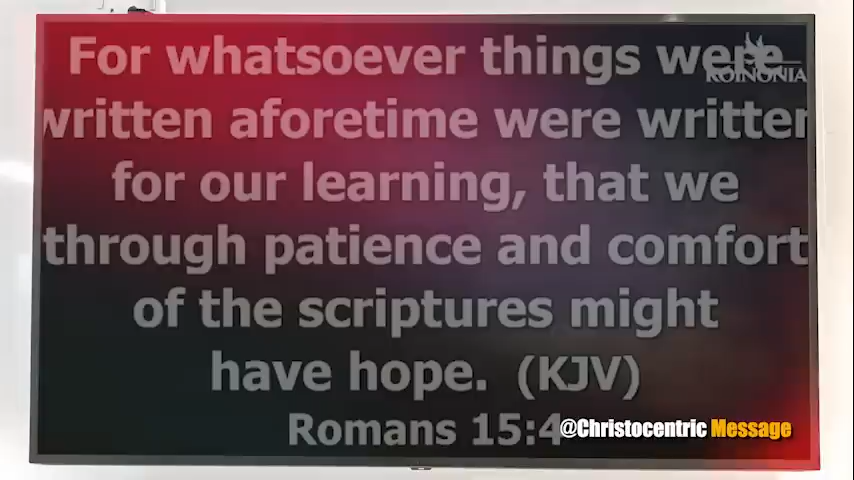 For whatsoever things were
KOINONIA
written aforetime were written
for our learning, that we
through patience and comfort
of the scriptures might
have hope. (KJV)
Romans 15:4
@Christocentric Message